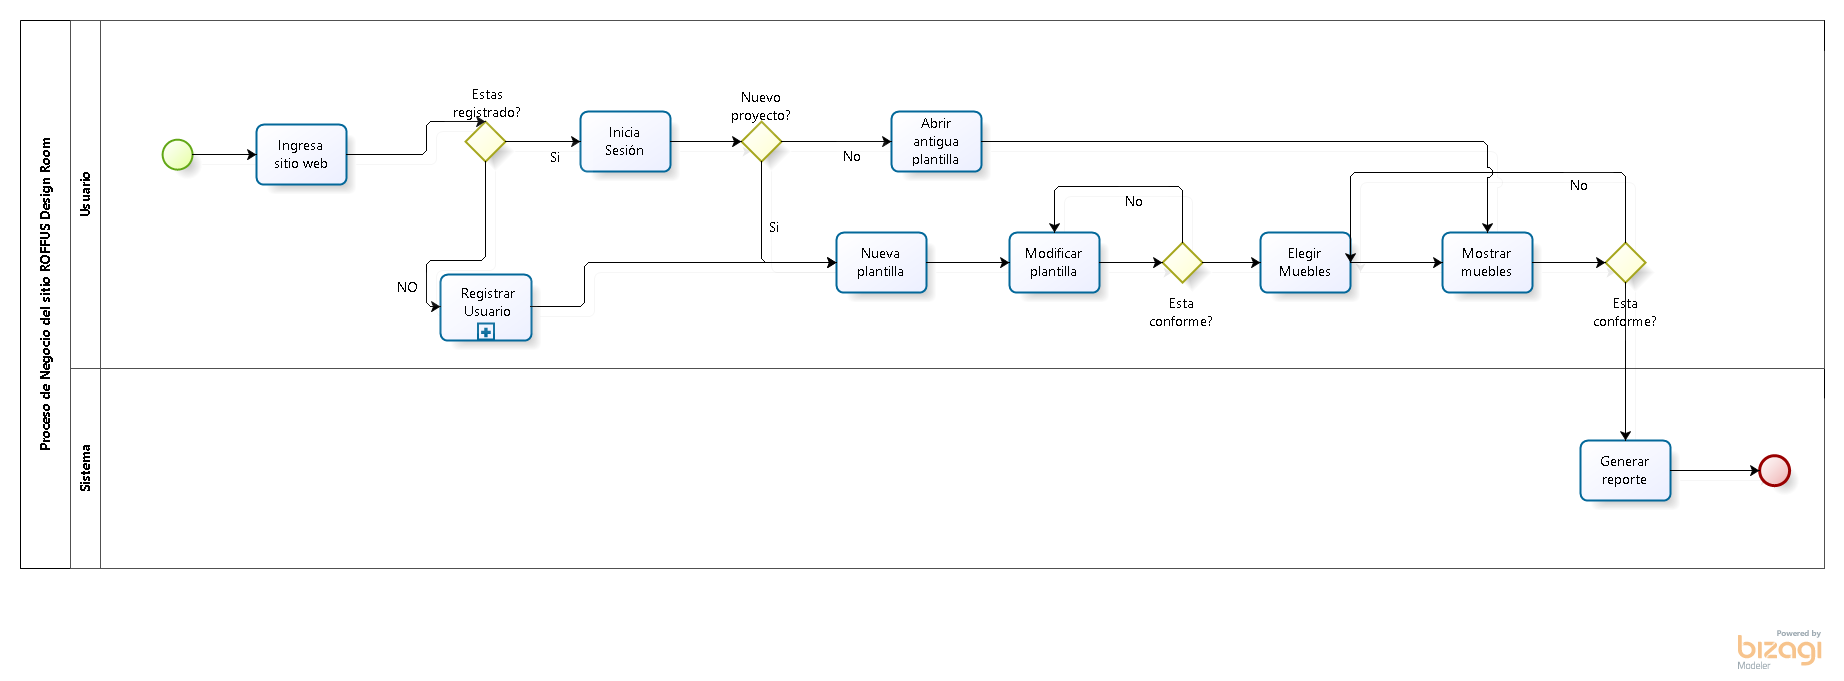 Proceso de Negocio del sitio ROFFUS Design Room
Usuario
Ingresa
sitio web
Estas
registrado?
Si
NO
Registrar
Usuario
Inicia
Sesión
Nuevo
proyecto?
No
Si
Abrir
antigua
plantilla
Nueva
plantilla
Modificar
plantilla
No
Esta
conforme?
Elegir
Muebles
Mostrar
muebles
No
Esta
conforme?
Sistema
Generar
reporte
Powered by
bizagi
Modeler